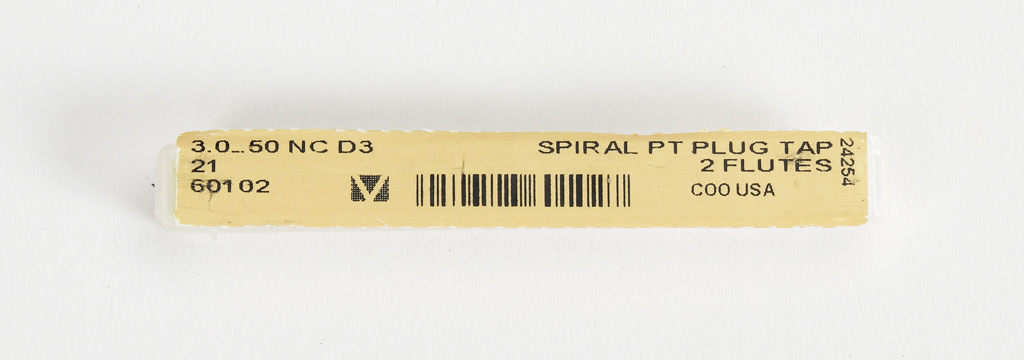 3.0-.50 NC D3
21
60102
SPIRAL PT PLUG TAP
2 FLUTES
COO USA
24254